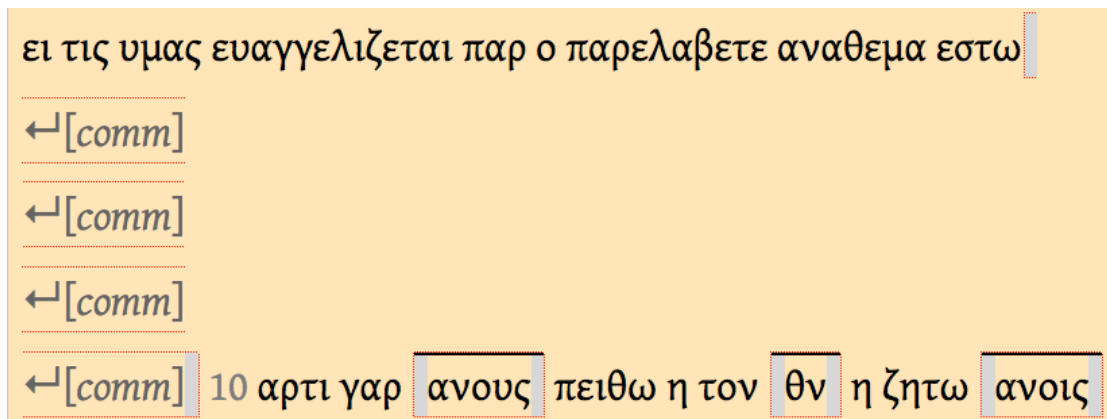 ει τις υμας ευαγγελιζεται παρ ο παρελαβετε αναθεμα εστω
↵[comm]
↵[comm]
↵[comm]
↵[comm] 10 αρτι γαρ ανους πειθω η τον θν η ζητω ανοις